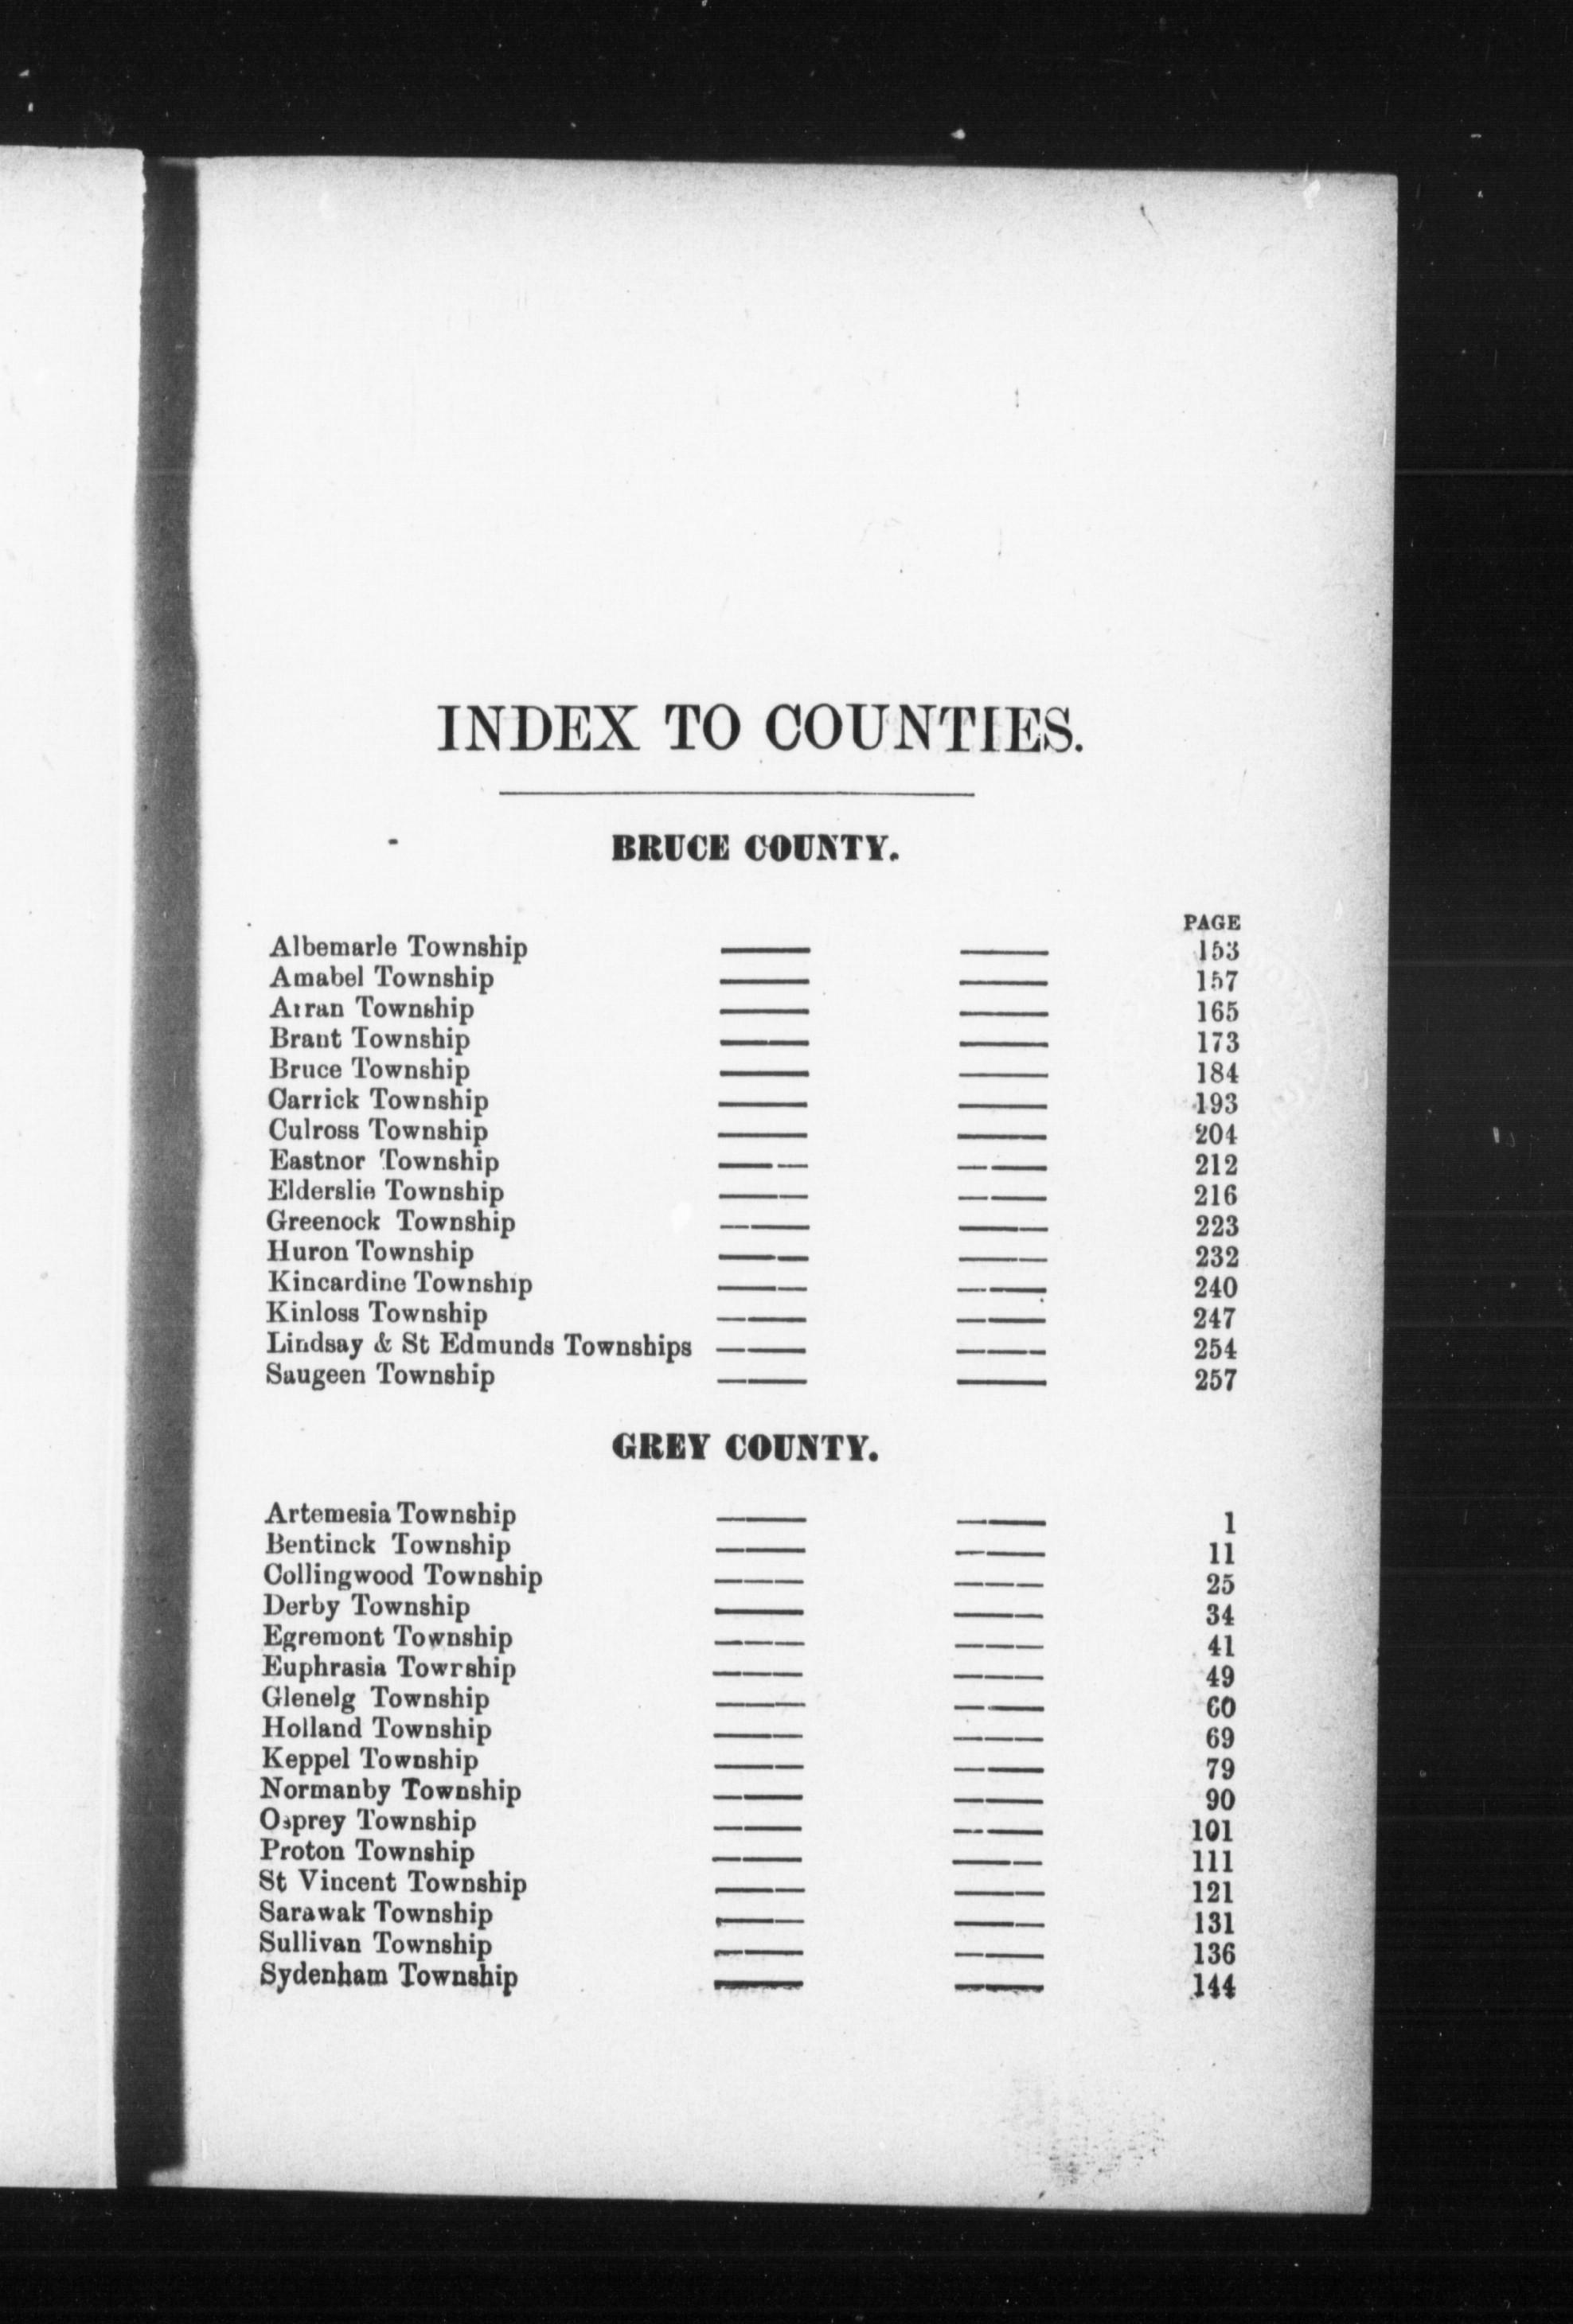 INDEX TO COUNTIES.
BRUCE COUNTY.
PAGE
Albemarle Township 153
Amabel Township 157
Arran Township 165
Brant Township 173
Bruce Township 184
Carrick Township 193
Culross Township 204
Eastnor Township 212
Elderslie Township 216
Greenock Township 223
Huron Township 232
Kincardine Township 240
Kinloss Township 247
Lindsay & St Edmunds Townships 254
Saugeen Township 257
GREY COUNTY.
Artemesia Township 1
Bentinck Township 11
Collingwood Township 25
Derby Township 34
Egremont Township 41
Euphrasia Township 49
Glenelg Township 60
Holland Township 69
Keppel Township 79
Normanby Township 90
Osprey Township 101
Proton Township 111
St Vincent Township 121
Sarawak Township 131
Sullivan Township 136
Sydenham Township 144